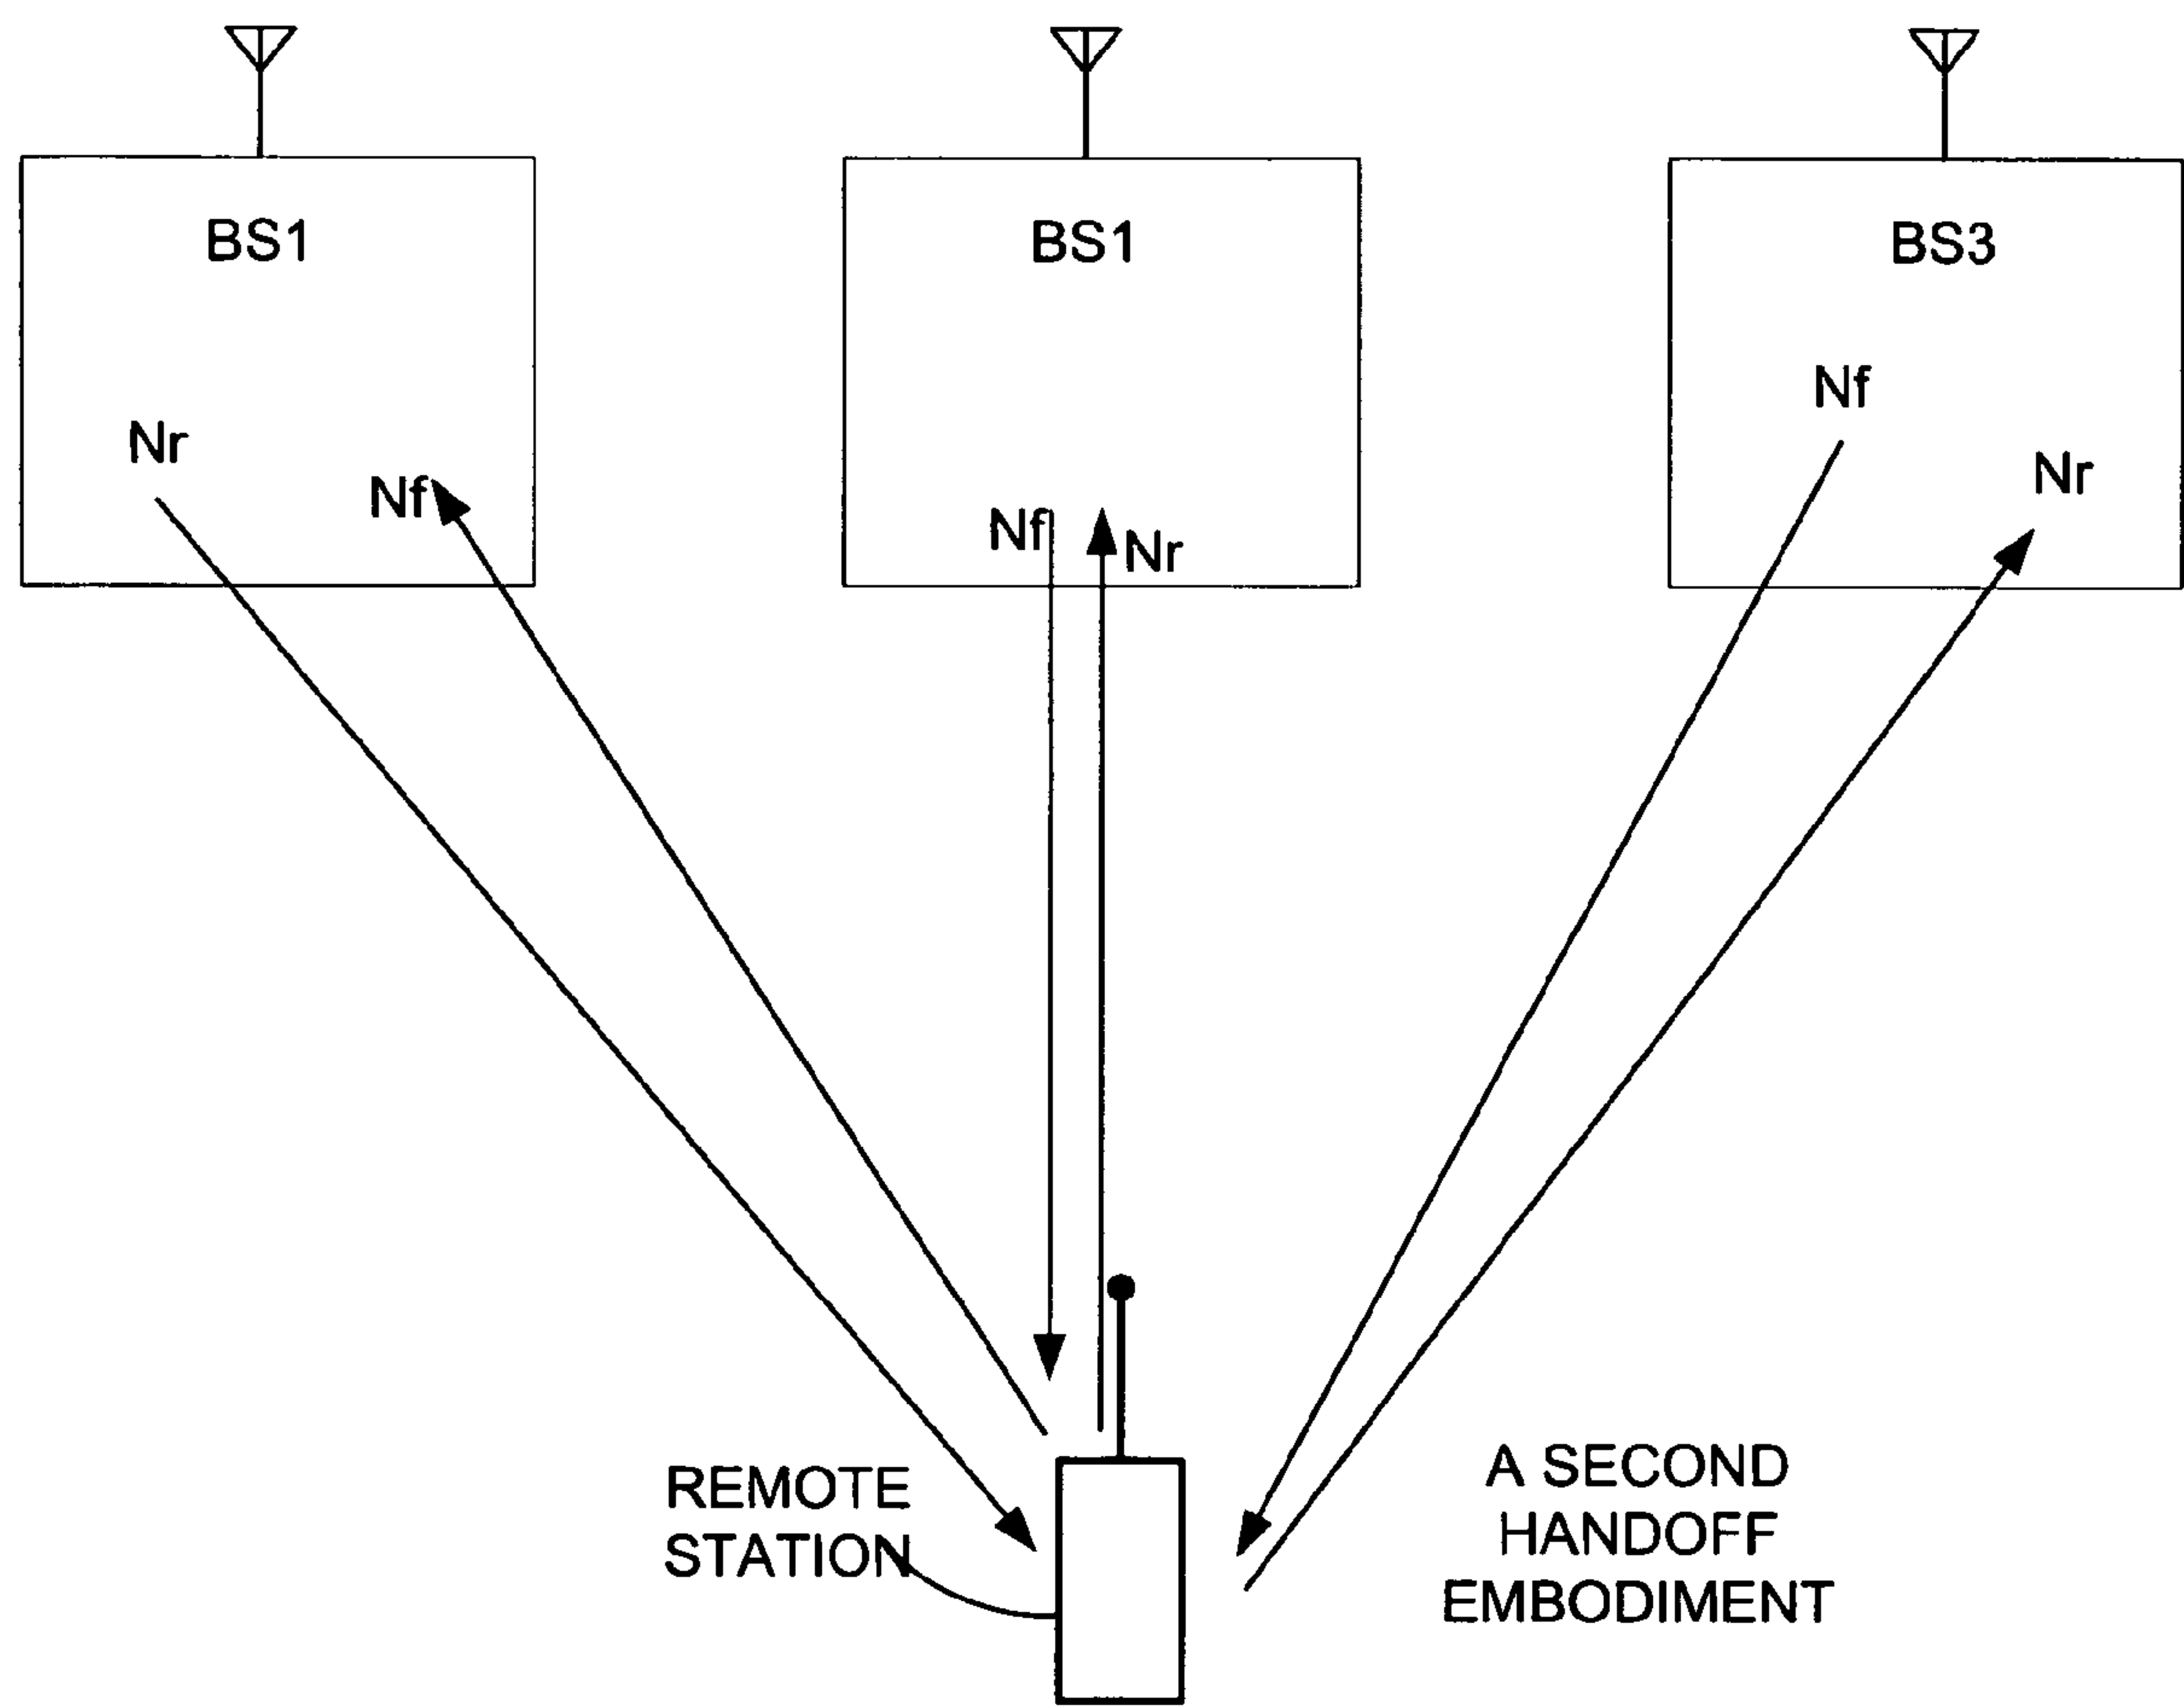 BS1
BS1
BS3
Nr
Nf
Nf
Nr
Nf
Nr
REMOTE
STATION
A SECOND
HANDOFF
EMBODIMENT